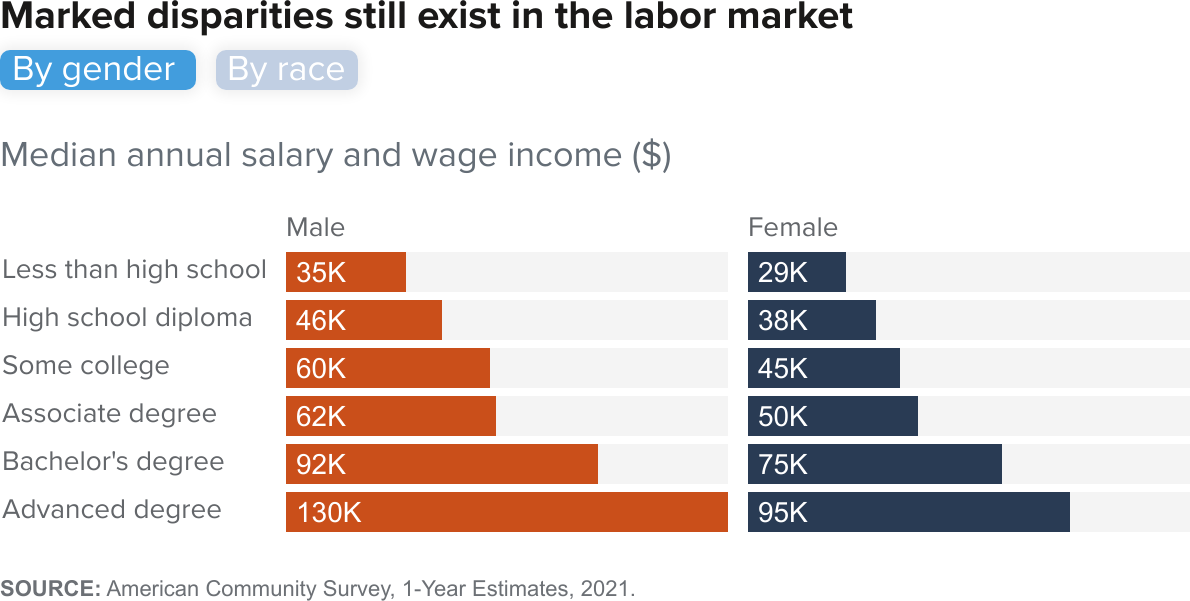 Marked disparities still exist in the labor market
By gender By race
Median annual salary and wage income ($)
Male Female
Less than high school 35K 29K
High school diploma 46K 38K
Some college 60K 45K
Associate degree 62K 50K
Bachelor's degree 92K 75K
Advanced degree 130K 95K
SOURCE: American Community Survey, 1-Year Estimates, 2021.